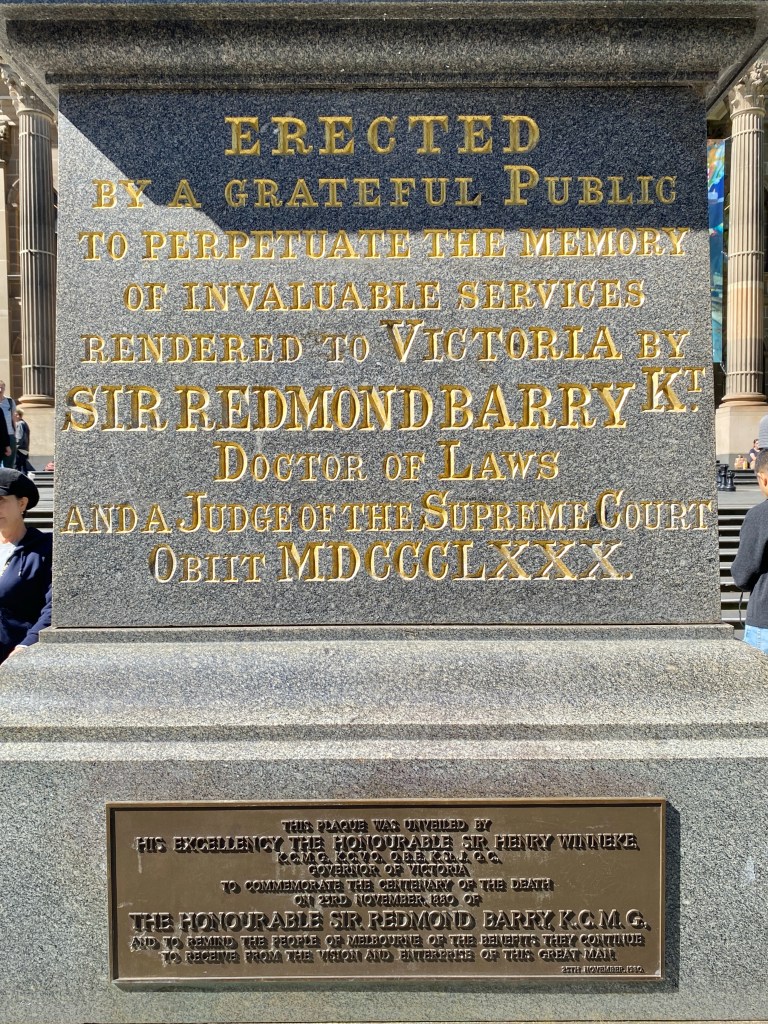 ERECTED
BY A GRATEFUL PUBLIC
TO PERPETUATE THE MEMORY
OF INVALUABLE SERVICES
RENDERED TO VICTORIA BY
SIR REDMOND BARRY KT.
DOCTOR OF LAWS
AND A JUDGE OF THE SUPREME COURT
OBIIT MDCCCLXXX.
THIS PLAQUE WAS UNVEILED BY
HIS EXCELLENCY THE HONOURABLE SIR HENRY WINNEKE,
K.C.M.G., K.C.V.O., O.B.E., K.ST.J., Q.C.,
GOVERNOR OF VICTORIA
TO COMMEMORATE THE CENTENARY OF THE DEATH
ON 23RD NOVEMBER, 1880, OF
THE HONOURABLE SIR REDMOND BARRY, K.C.M.G.,
AND TO REMIND THE PEOPLE OF MELBOURNE OF THE BENEFITS THEY CONTINUE
TO RECEIVE FROM THE VISION AND ENTERPRISE OF THIS GREAT MAN.
NOVEMBER, 1980.